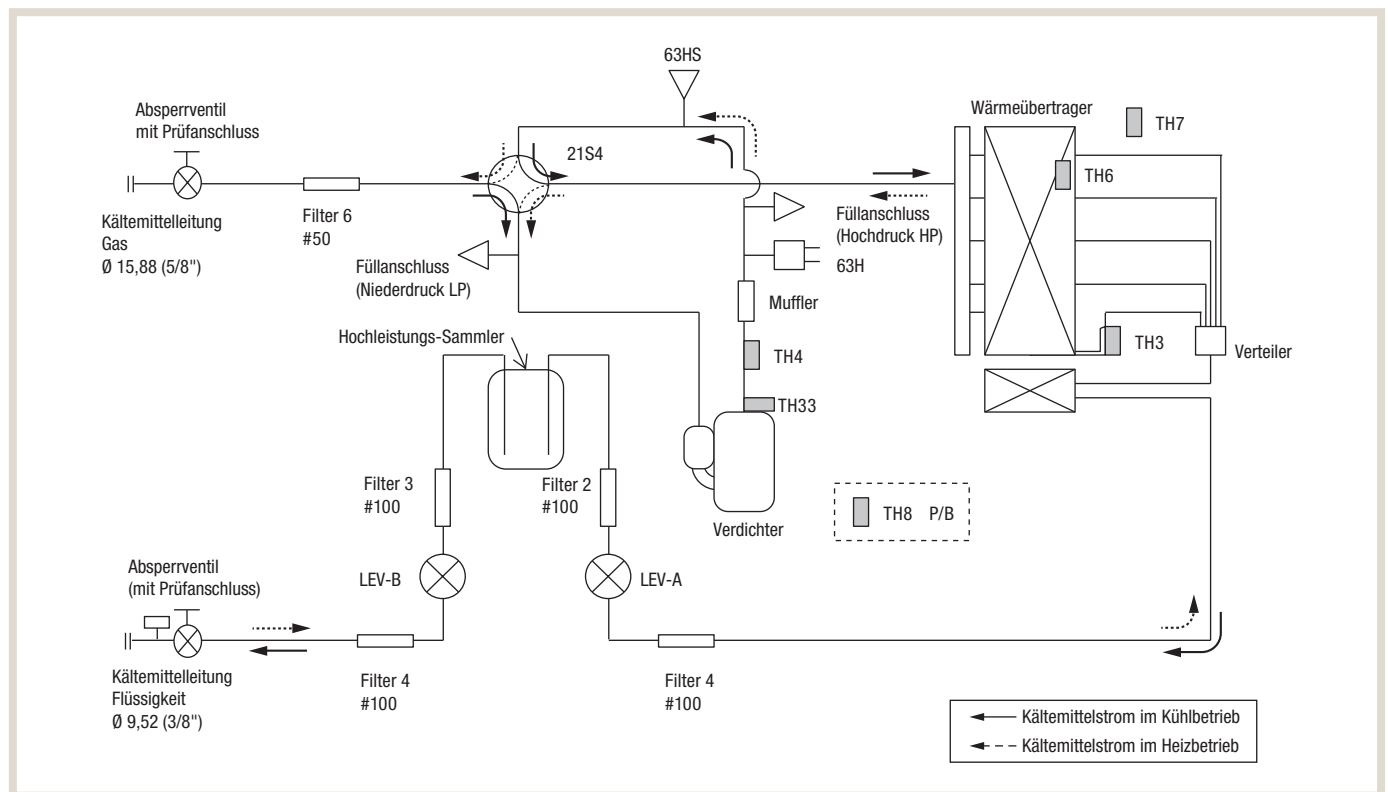 63HS
Absperrventil
mit Prüfanschluss
21S4
Wärmeübertrager
TH7
TH6
Kältemittelleitung
Gas
Ø 15,88 (5/8")
Filter 6
#50
Füllanschluss
(Niederdruck LP)
Füllanschluss
(Hochdruck HP)
63H
Muffler
Hochleistungs-Sammler
TH4
TH3
Verteiler
TH33
Filter 3
#100
Filter 2
#100
Verdichter
TH8 P/B
LEV-B
LEV-A
Absperrventil
(mit Prüfanschluss)
Kältemittelleitung
Flüssigkeit
Ø 9,52 (3/8")
Filter 4
#100
Filter 4
#100
Kältemittelstrom im Kühlbetrieb
Kältemittelstrom im Heizbetrieb